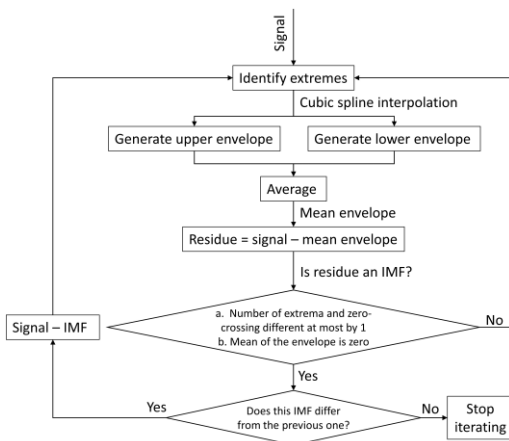 Signal
Identify extremes
Cubic spline interpolation
Generate upper envelope
Generate lower envelope
Average
Mean envelope
Residue = signal – mean envelope
Is residue an IMF?
a. Number of extrema and zero-
crossing different at most by 1
b. Mean of the envelope is zero
No
Signal – IMF
Yes
Yes
Does this IMF differ
from the previous one?
No
Stop
iterating